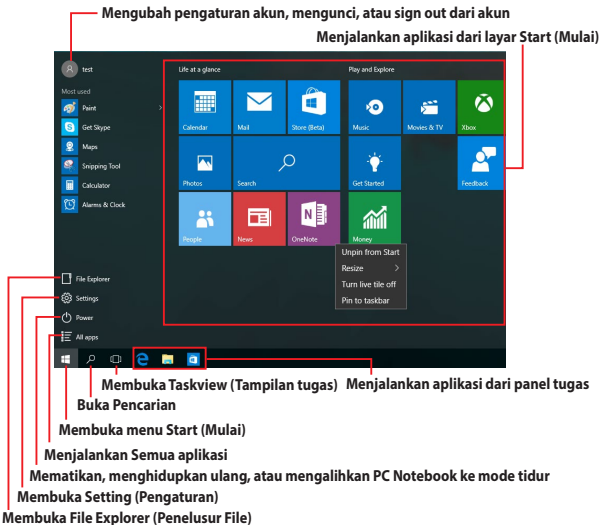 Mengubah pengaturan akun, mengunci, atau sign out dari akun
Menjalankan aplikasi dari layar Start (Mulai)
test
Life at a glance
Play and Explore
Most used
Paint
Get Skype
Maps
Snipping Tool
Calculator
Alarms & Clock
Calendar
Mail
Store (Beta)
Music
Movies & TV
Xbox
Photos
Search
Get Started
Feedback
People
News
OneNote
Money
Unpin from Start
Resize
Turn live tile off
Pin to taskbar
File Explorer
Settings
Power
All apps
Membuka Taskview (Tampilan tugas)
Menjalankan aplikasi dari panel tugas
Buka Pencarian
Membuka menu Start (Mulai)
Menjalankan Semua aplikasi
Mematikan, menghidupkan ulang, atau mengalihkan PC Notebook ke mode tidur
Membuka Setting (Pengaturan)
Membuka File Explorer (Penelusur File)